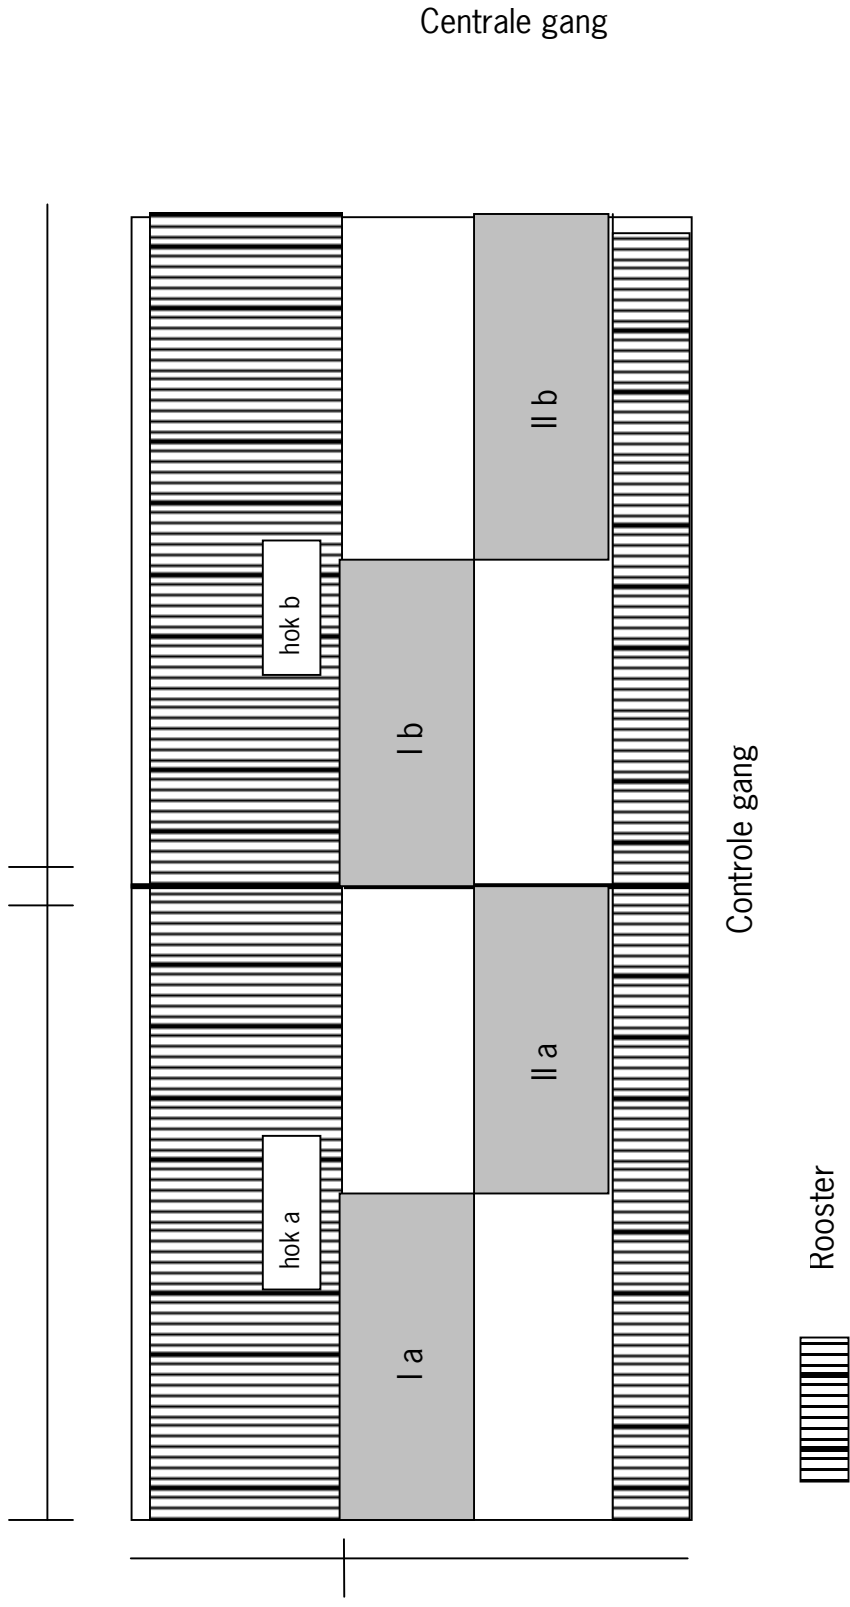 Centrale gang
II b
hok b
I b
Controle gang
II a
hok a
I a
Rooster